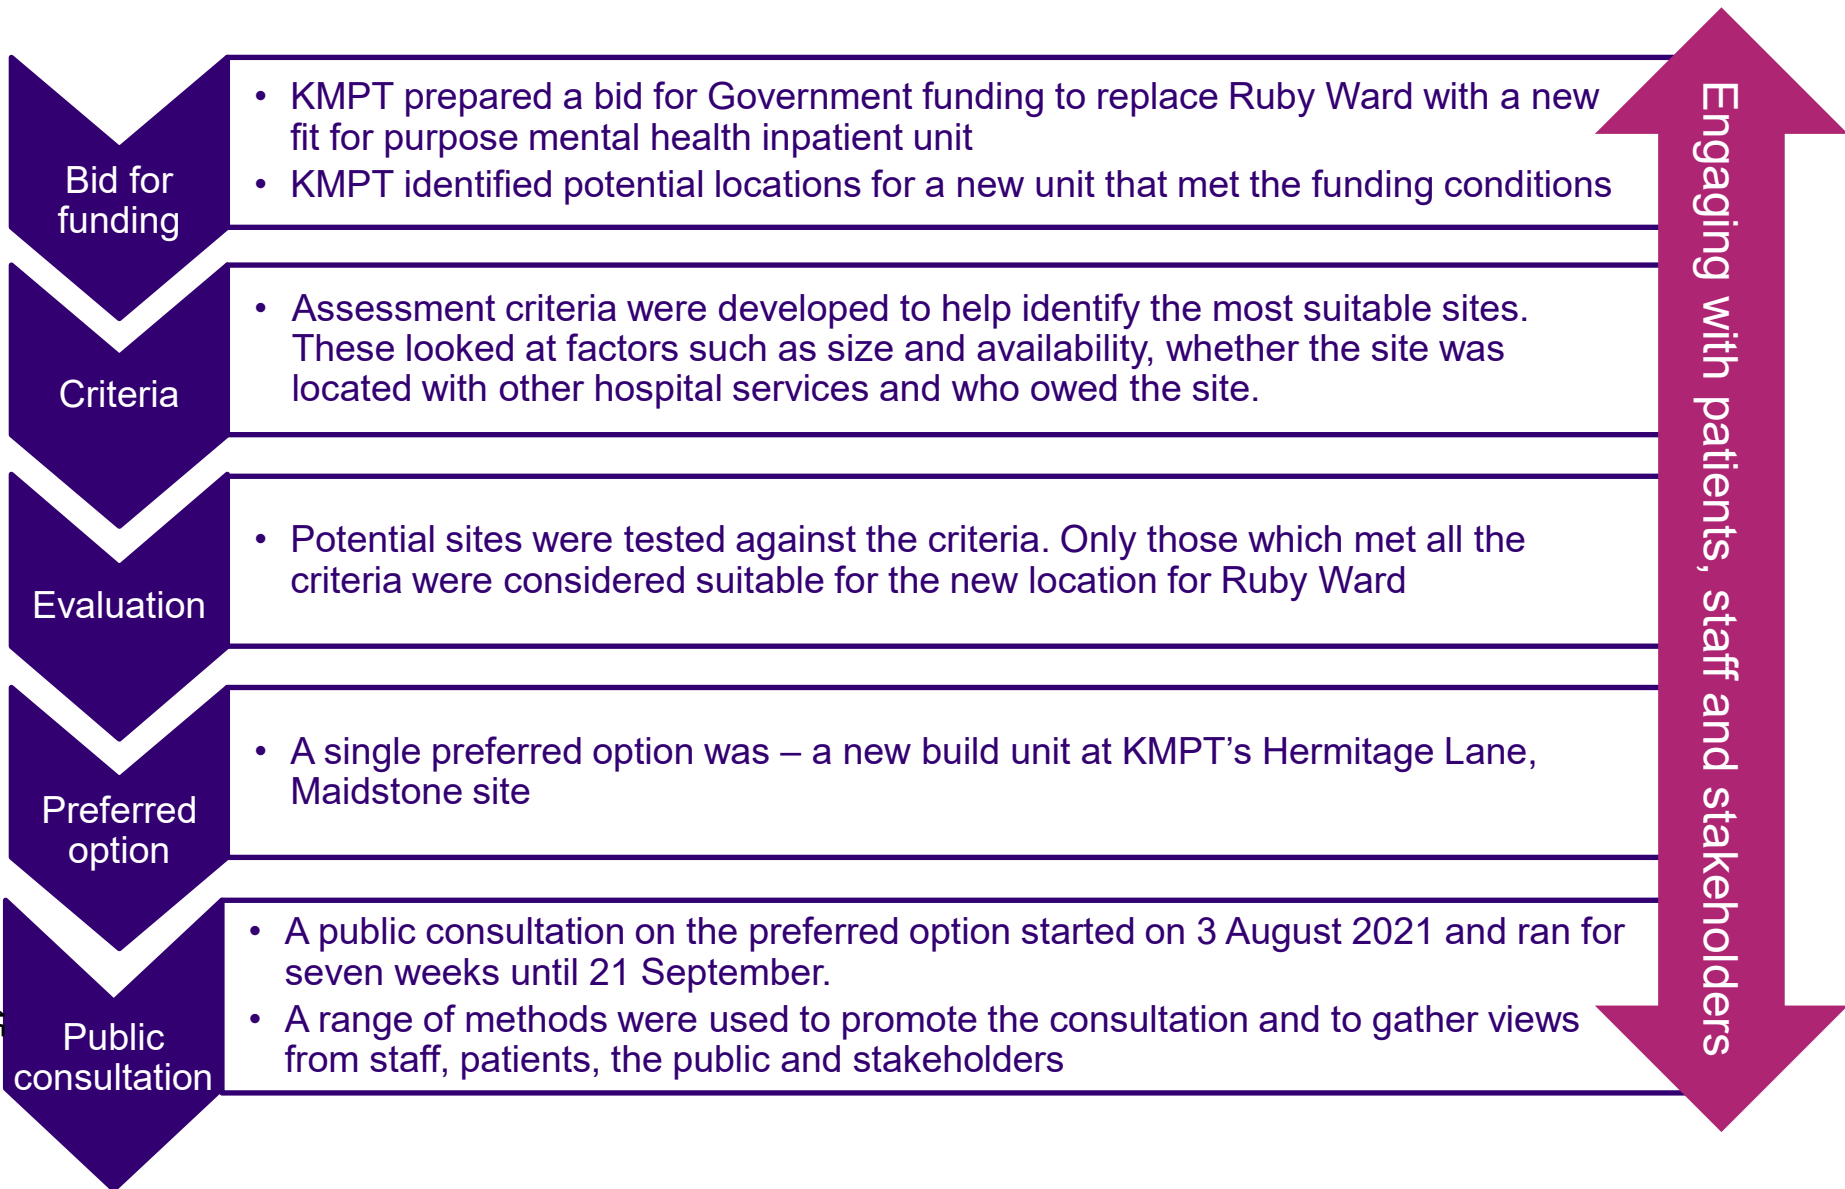 Bid for
funding
• KMPT prepared a bid for Government funding to replace Ruby Ward with a new
fit for purpose mental health inpatient unit
• KMPT identified potential locations for a new unit that met the funding conditions
Criteria
• Assessment criteria were developed to help identify the most suitable sites.
These looked at factors such as size and availability, whether the site was
located with other hospital services and who owed the site.
Evaluation
• Potential sites were tested against the criteria. Only those which met all the
criteria were considered suitable for the new location for Ruby Ward
Preferred
option
• A single preferred option was – a new build unit at KMPT’s Hermitage Lane,
Maidstone site
Public
consultation
• A public consultation on the preferred option started on 3 August 2021 and ran for
seven weeks until 21 September.
• A range of methods were used to promote the consultation and to gather views
from staff, patients, the public and stakeholders
Engaging with patients, staff and stakeholders